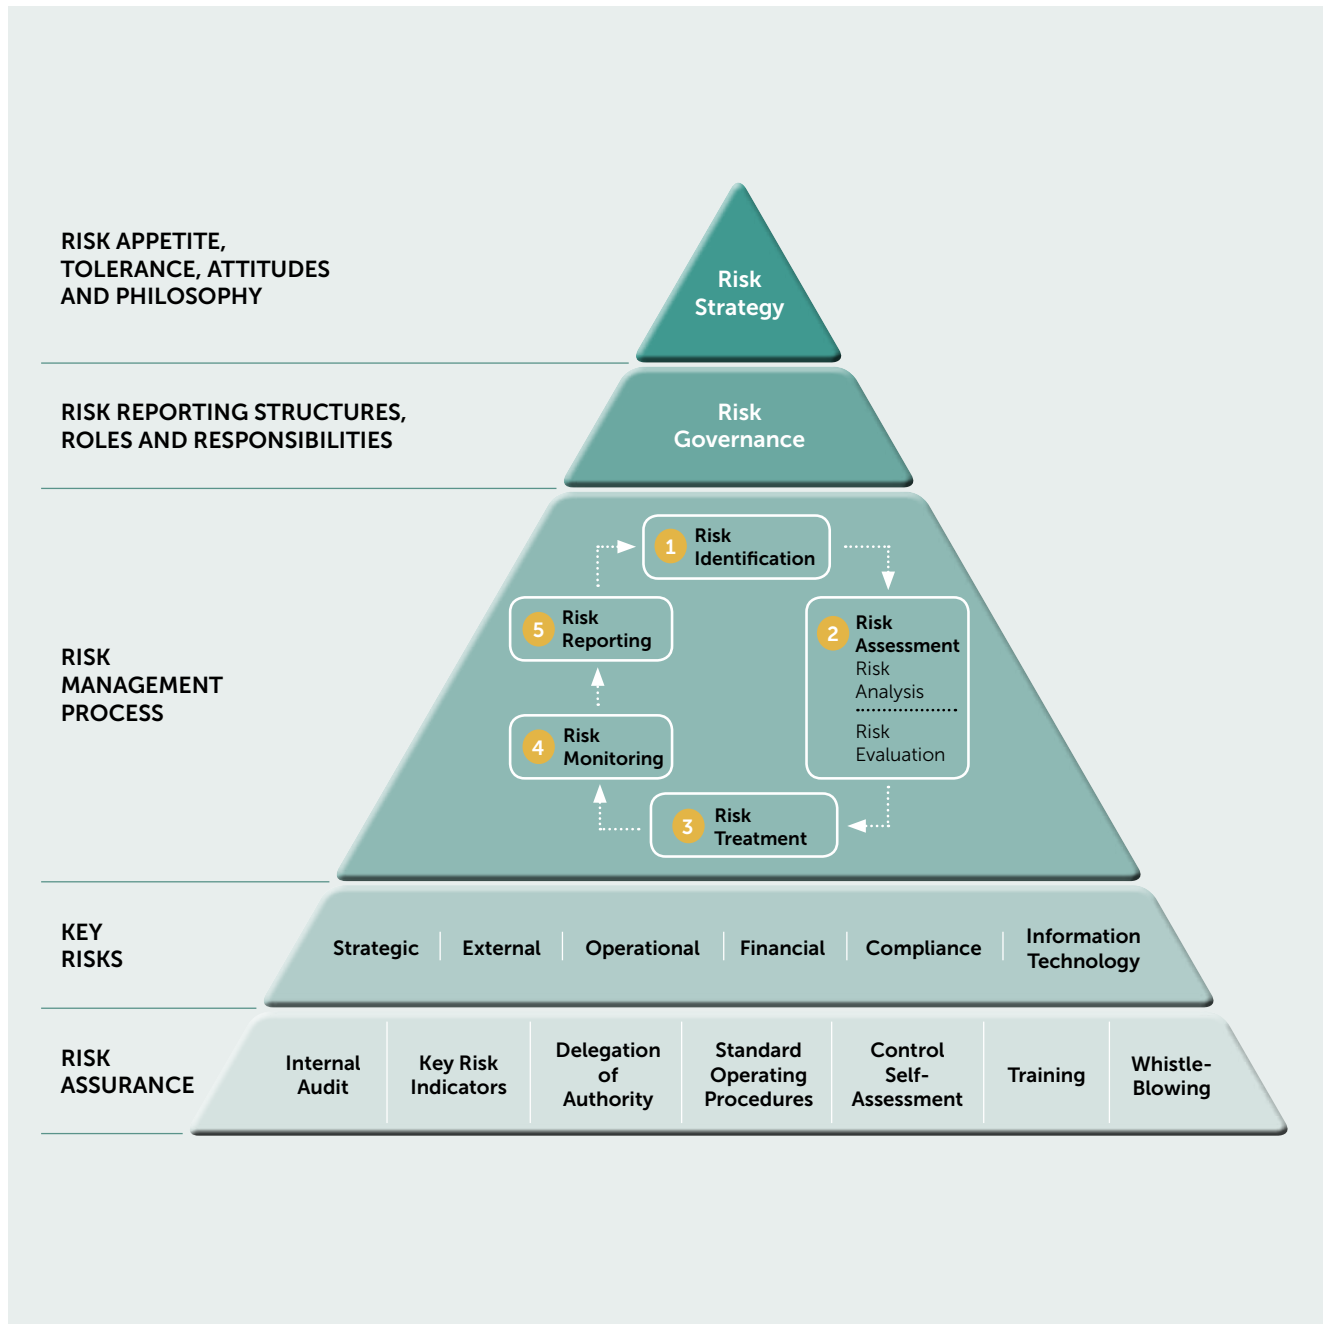 RISK APPETITE,
TOLERANCE, ATTITUDES
AND PHILOSOPHY
Risk
Strategy
RISK REPORTING STRUCTURES,
ROLES AND RESPONSIBILITIES
Risk
Governance
RISK
MANAGEMENT
PROCESS
1
Risk
Identification
2
Risk
Assessment
Risk
Analysis
Risk
Evaluation
3
Risk
Treatment
4
Risk
Monitoring
5
Risk
Reporting
KEY
RISKS
Strategic
External
Operational
Financial
Compliance
Information
Technology
RISK
ASSURANCE
Internal
Audit
Key Risk
Indicators
Delegation
of
Authority
Standard
Operating
Procedures
Control
Self-
Assessment
Training
Whistle-
Blowing